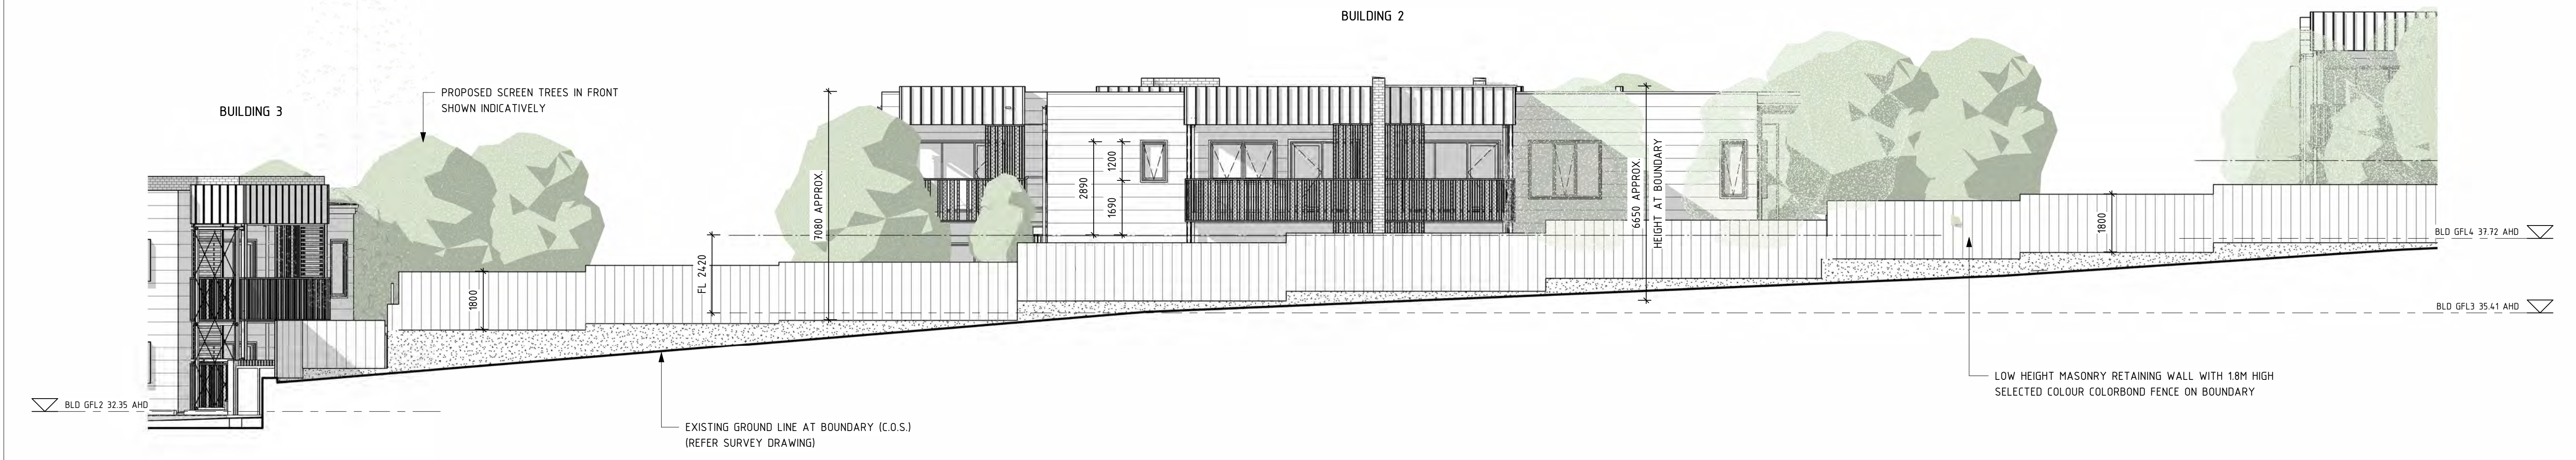 BUILDING 2
PROPOSED SCREEN TREES IN FRONT
SHOWN INDICATIVELY
BUILDING 3
7080 APPROX.
2890
1200
1690
6650 APPROX.
HEIGHT AT BOUNDARY
FL 2420
1800
1800
BLD GFL4 37.72 AHD
BLD GFL3 35.41 AHD
BLD GFL2 32.35 AHD
LOW HEIGHT MASONRY RETAINING WALL WITH 1.8M HIGH
SELECTED COLOUR COLORBOND FENCE ON BOUNDARY
EXISTING GROUND LINE AT BOUNDARY (C.O.S.)
(REFER SURVEY DRAWING)